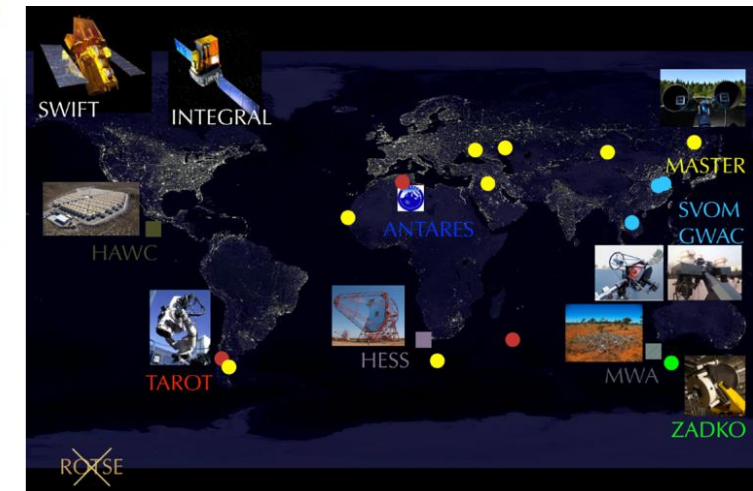 SWIFT
INTEGRAL
MASTER
HAWC
ANTARES
SVOM
GWAC
TAROT
HESS
MWA
ZADKO
ROTSE